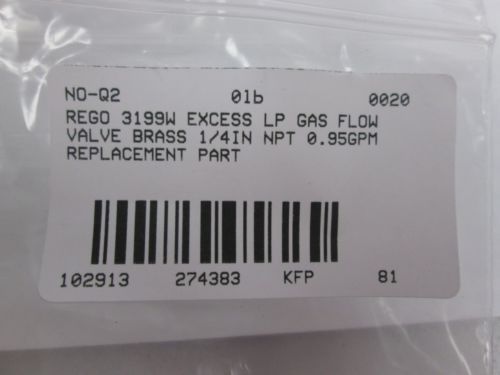 NO-Q2 01b 0020
REGO 3199W EXCESS LP GAS FLOW
VALVE BRASS 1/4IN NPT 0.95GPM
REPLACEMENT PART
102913 274383 KFP 81